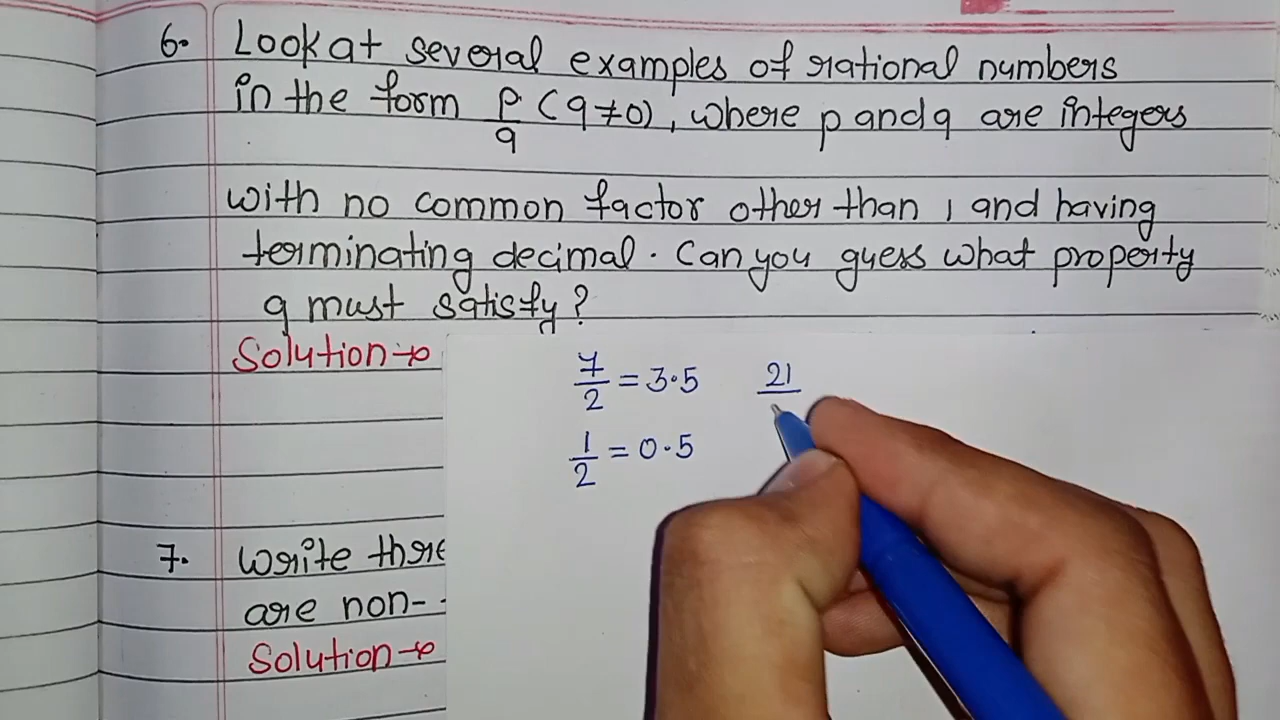 6. Look at several examples of rational numbers
in the form p/q (q≠0), where p and q are integers
with no common factor other than 1 and having
terminating decimal. Can you guess what property
q must satisfy?
Solution→
7/2 = 3.5 21
1/2 = 0.5
7. Write thre
are non-
Solution→